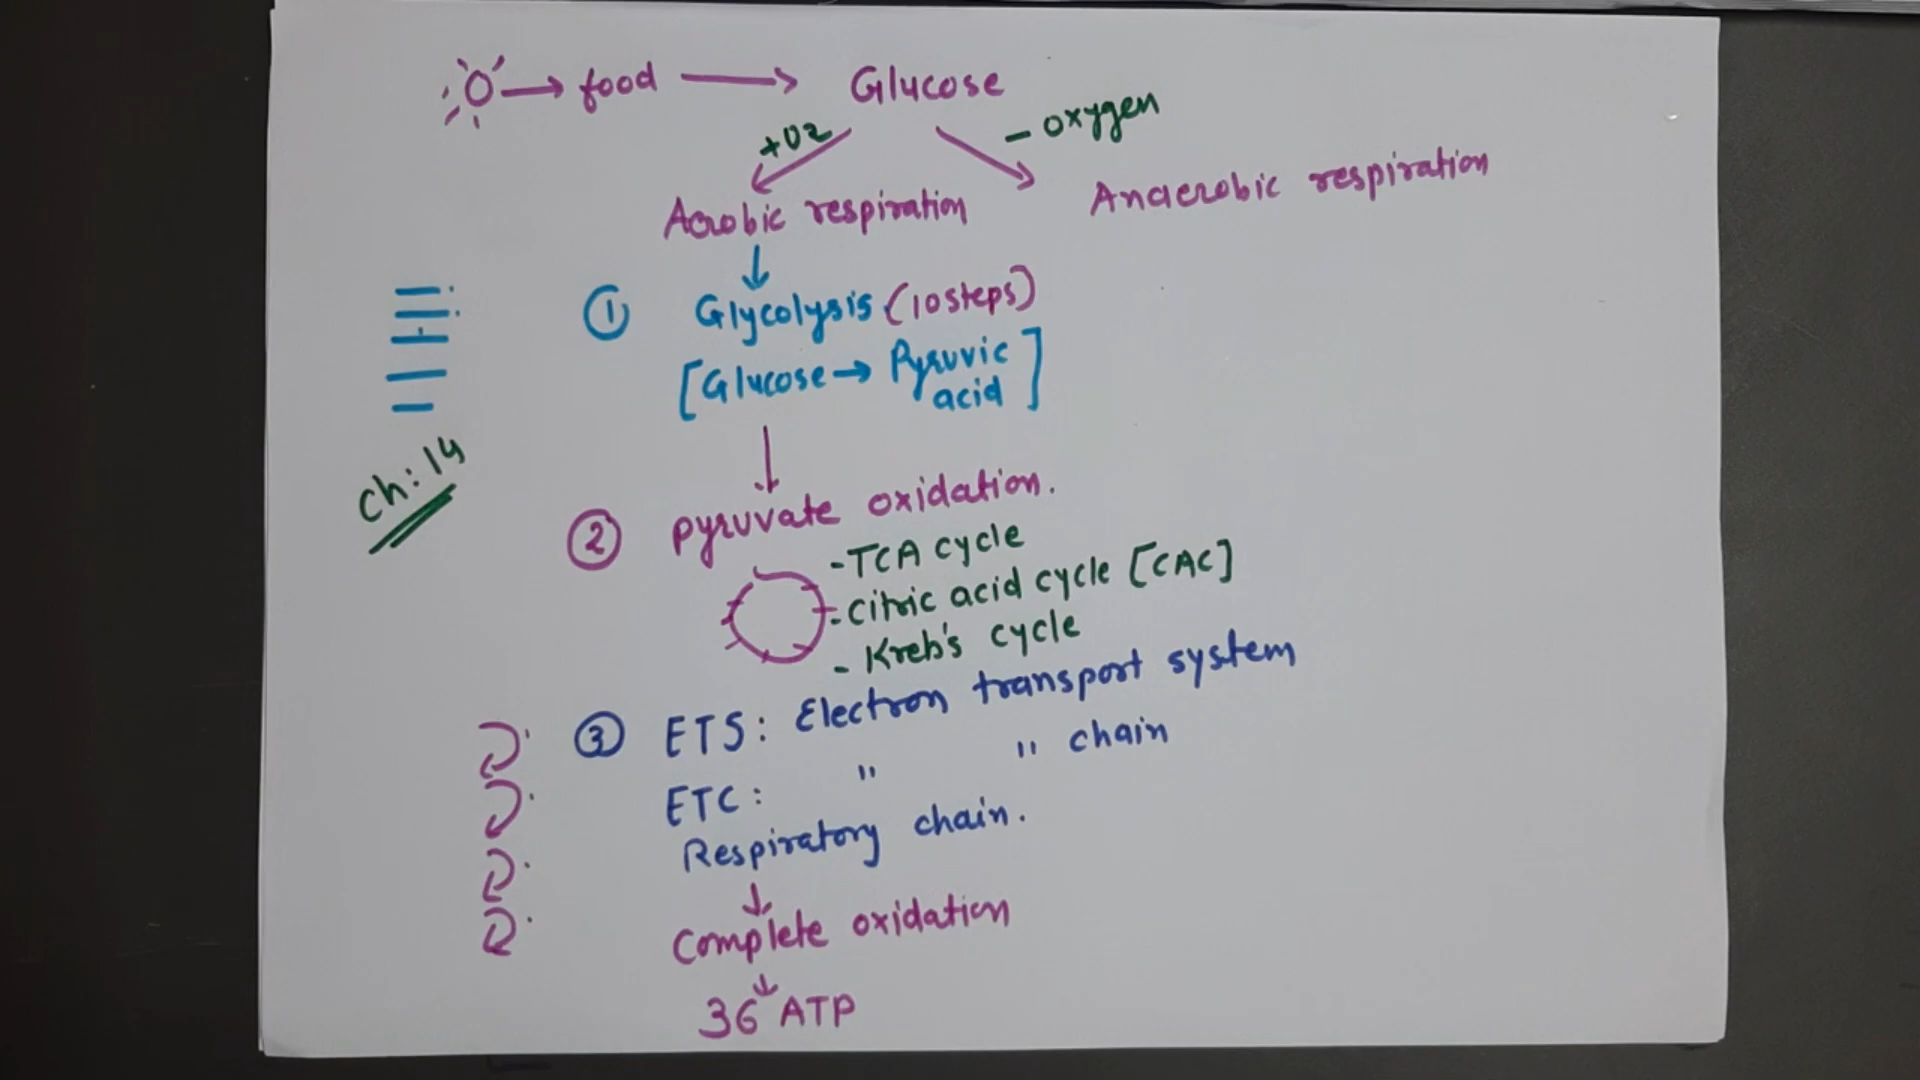 food → Glucose
+O2
- oxygen
Aerobic respiration
Anaerobic respiration
① Glycolysis (10 steps)
[Glucose → Pyruvic
acid]
Ch: 14
② pyruvate oxidation.
- TCA cycle
- Citric acid cycle [CAC]
- Kreb's cycle
③ ETS: Electron transport system
ETC: " " chain
Respiratory chain.
Complete oxidation
36 ATP